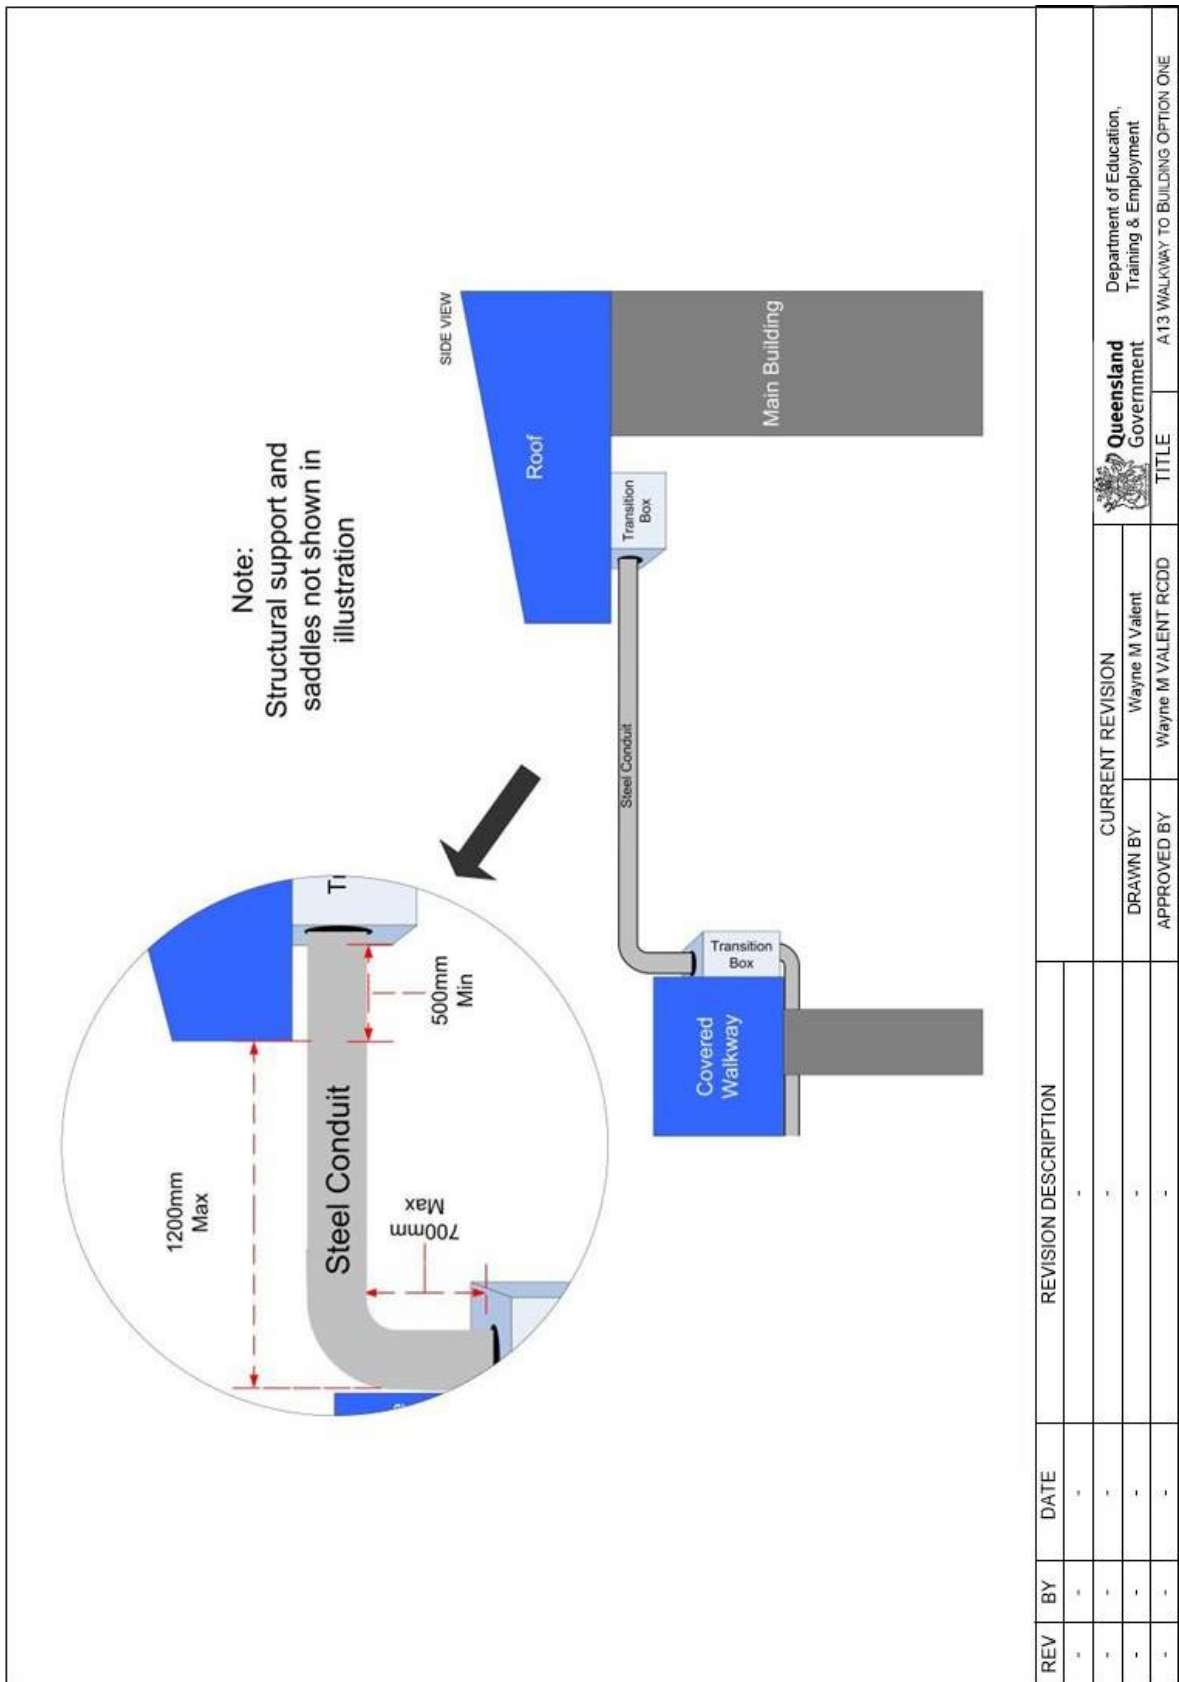 Note:
Structural support and
saddles not shown in
illustration
SIDE VIEW
1200mm
Max
Steel Conduit
500mm
Min
700mm
Max
Roof
Transition
Box
Main Building
Steel Conduit
Transition
Box
Covered
Walkway
REV BY DATE REVISION DESCRIPTION
- - - -
- - - -
- - - -
- - - -
CURRENT REVISION
DRAWN BY Wayne M Valent
APPROVED BY Wayne M VALENT RCDD
Queensland
Government
Department of Education,
Training & Employment
TITLE A13 WALKWAY TO BUILDING OPTION ONE